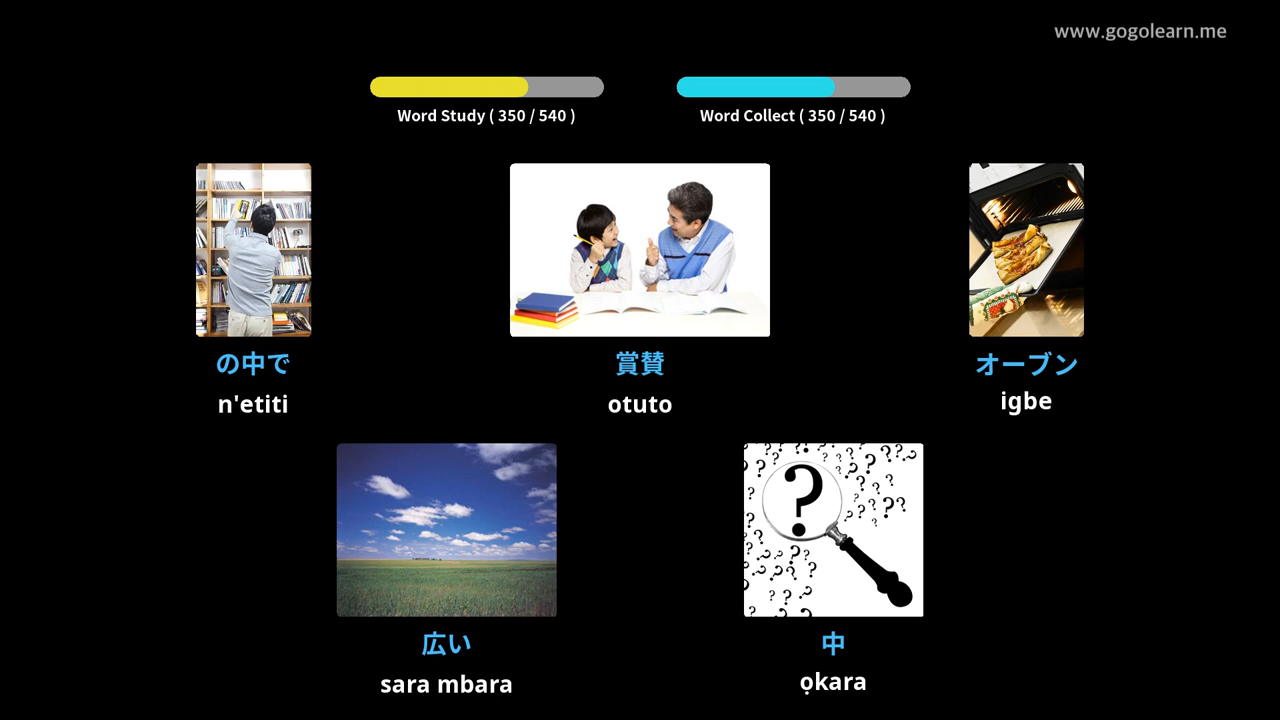 www.gogolearn.me
Word Study ( 350 / 540 )
Word Collect ( 350 / 540 )
の中で
n'etiti
賞賛
otuto
オーブン
igbe
広い
sara mbara
中
ọkara